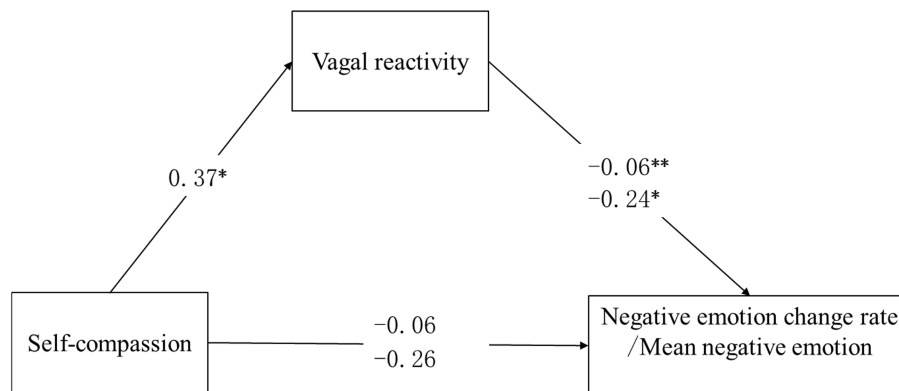 Vagal reactivity
0.37*
-0.06**
-0.24*
Self-compassion
-0.06
-0.26
Negative emotion change rate
/Mean negative emotion